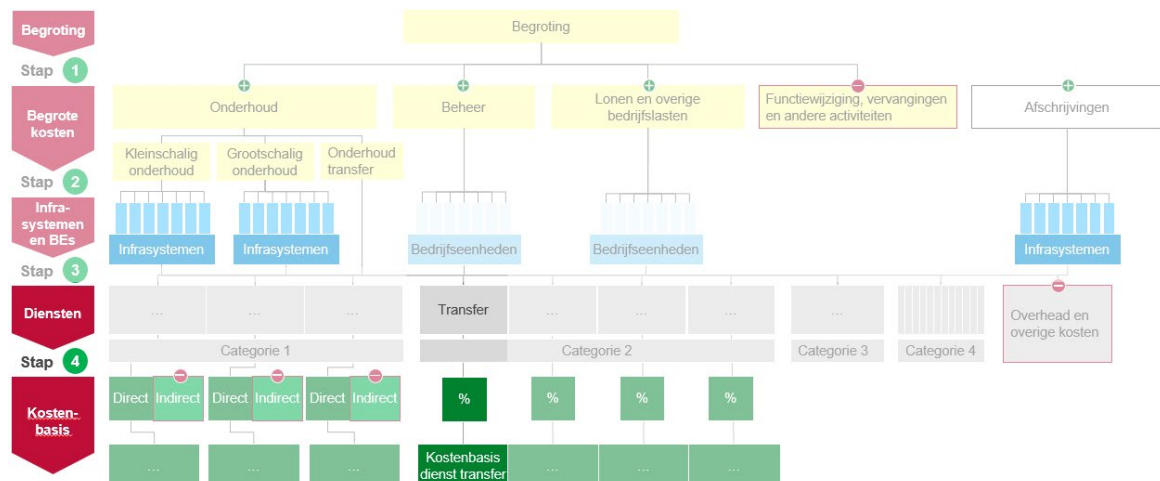 Begroting
Begroting
Stap 1
Begrote
kosten
Onderhoud
Beheer
Lonen en overige
bedrijfslasten
Functiewijziging, vervangingen
en andere activiteiten
Afschrijvingen
Kleinschalig
onderhoud
Grootschalig
onderhoud
Onderhoud
transfer
Stap 2
Infra-
systemen
en BEs
Infrasystemen
Infrasystemen
Bedrijfseenheden
Bedrijfseenheden
Infrasystemen
Stap 3
Diensten
...
...
...
Transfer
...
...
...
...
Overhead en
overige kosten
Stap 4
Categorie 1
Categorie 2
Categorie 3
Categorie 4
Kosten-
basis
Direct
Indirect
Direct
Indirect
Direct
Indirect
%
%
%
%
...
...
...
Kostenbasis
dienst transfer
...
...
...